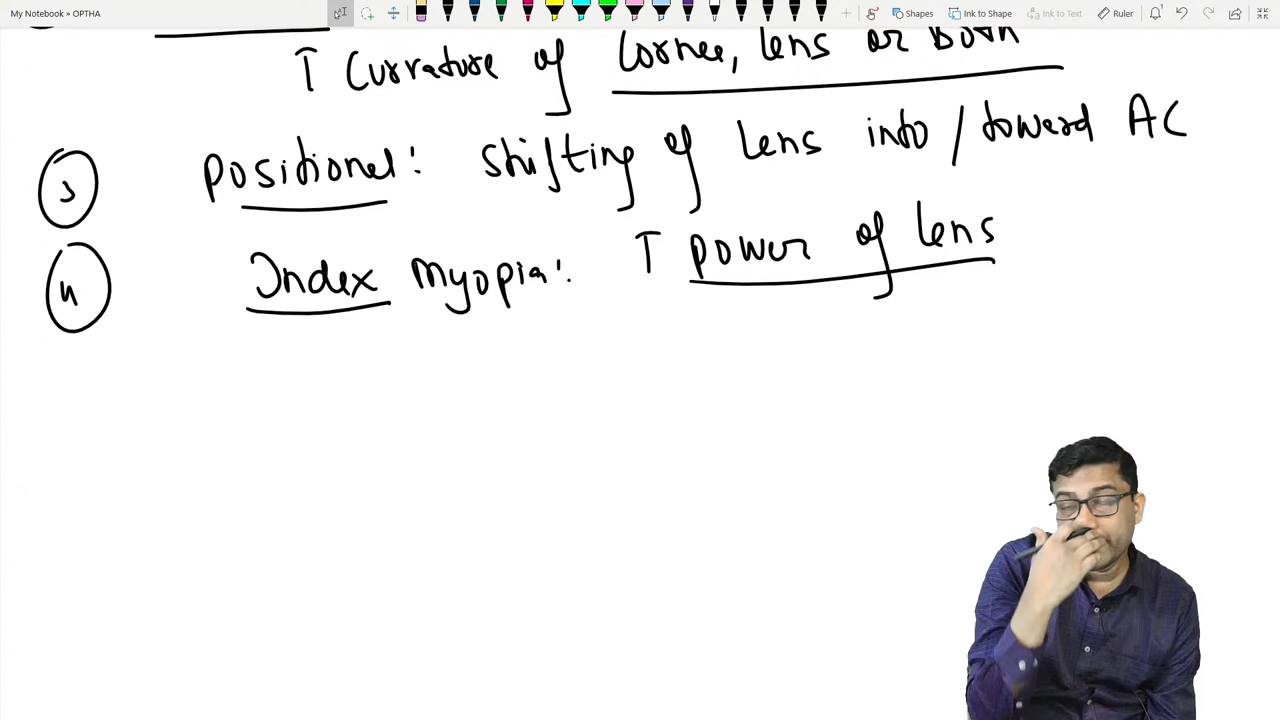 My Notebook » OPTHA
Shapes Ink to Shape Ink to Text Ruler
↑ Curvature of Cornea, Lens or Both
3 Positional: Shifting of Lens into / toward AC
4 Index Myopia: ↑ power of lens